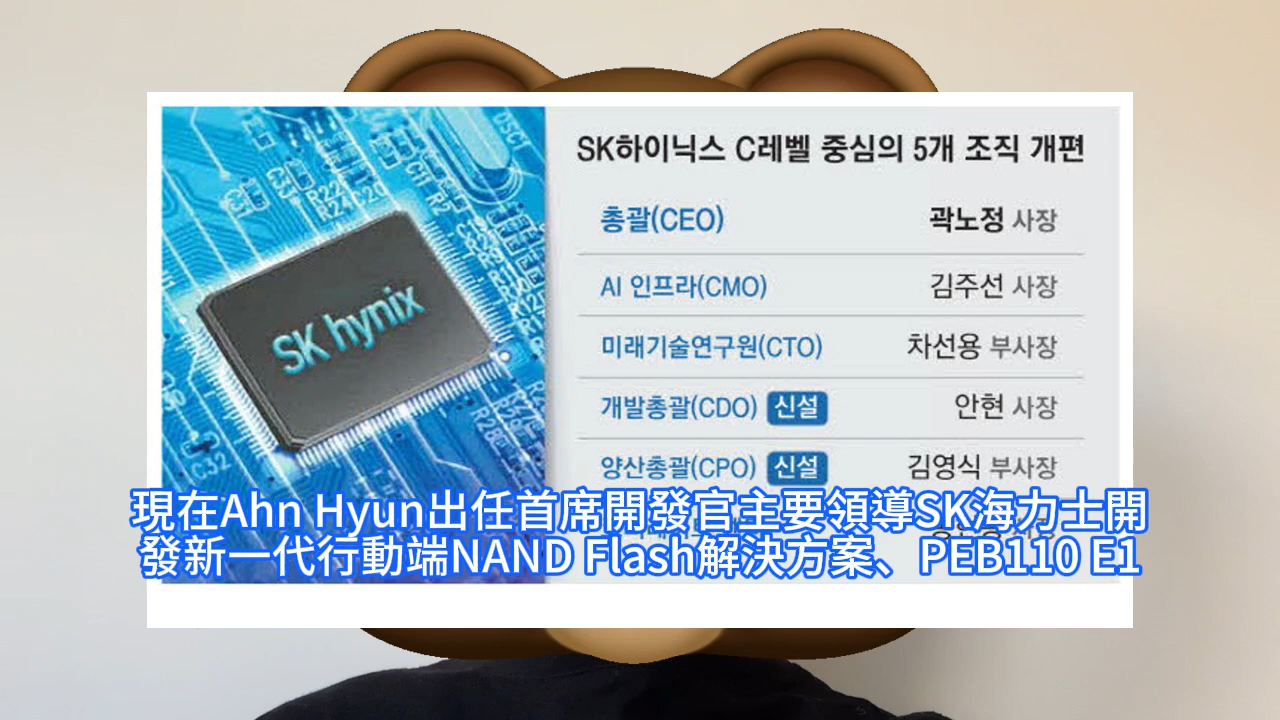 SK하이닉스 C레벨 중심의 5개 조직 개편
총괄(CEO) 곽노정 사장
AI 인프라(CMO) 김주선 사장
미래기술연구원(CTO) 차선용 부사장
개발총괄(CDO) 신설 안현 사장
양산총괄(CPO) 신설 김영식 부사장
SK hynix
現在Ahn Hyun出任首席開發官主要領導SK海力士開
發新一代行動端NAND Flash解決方案、PEB110 E1